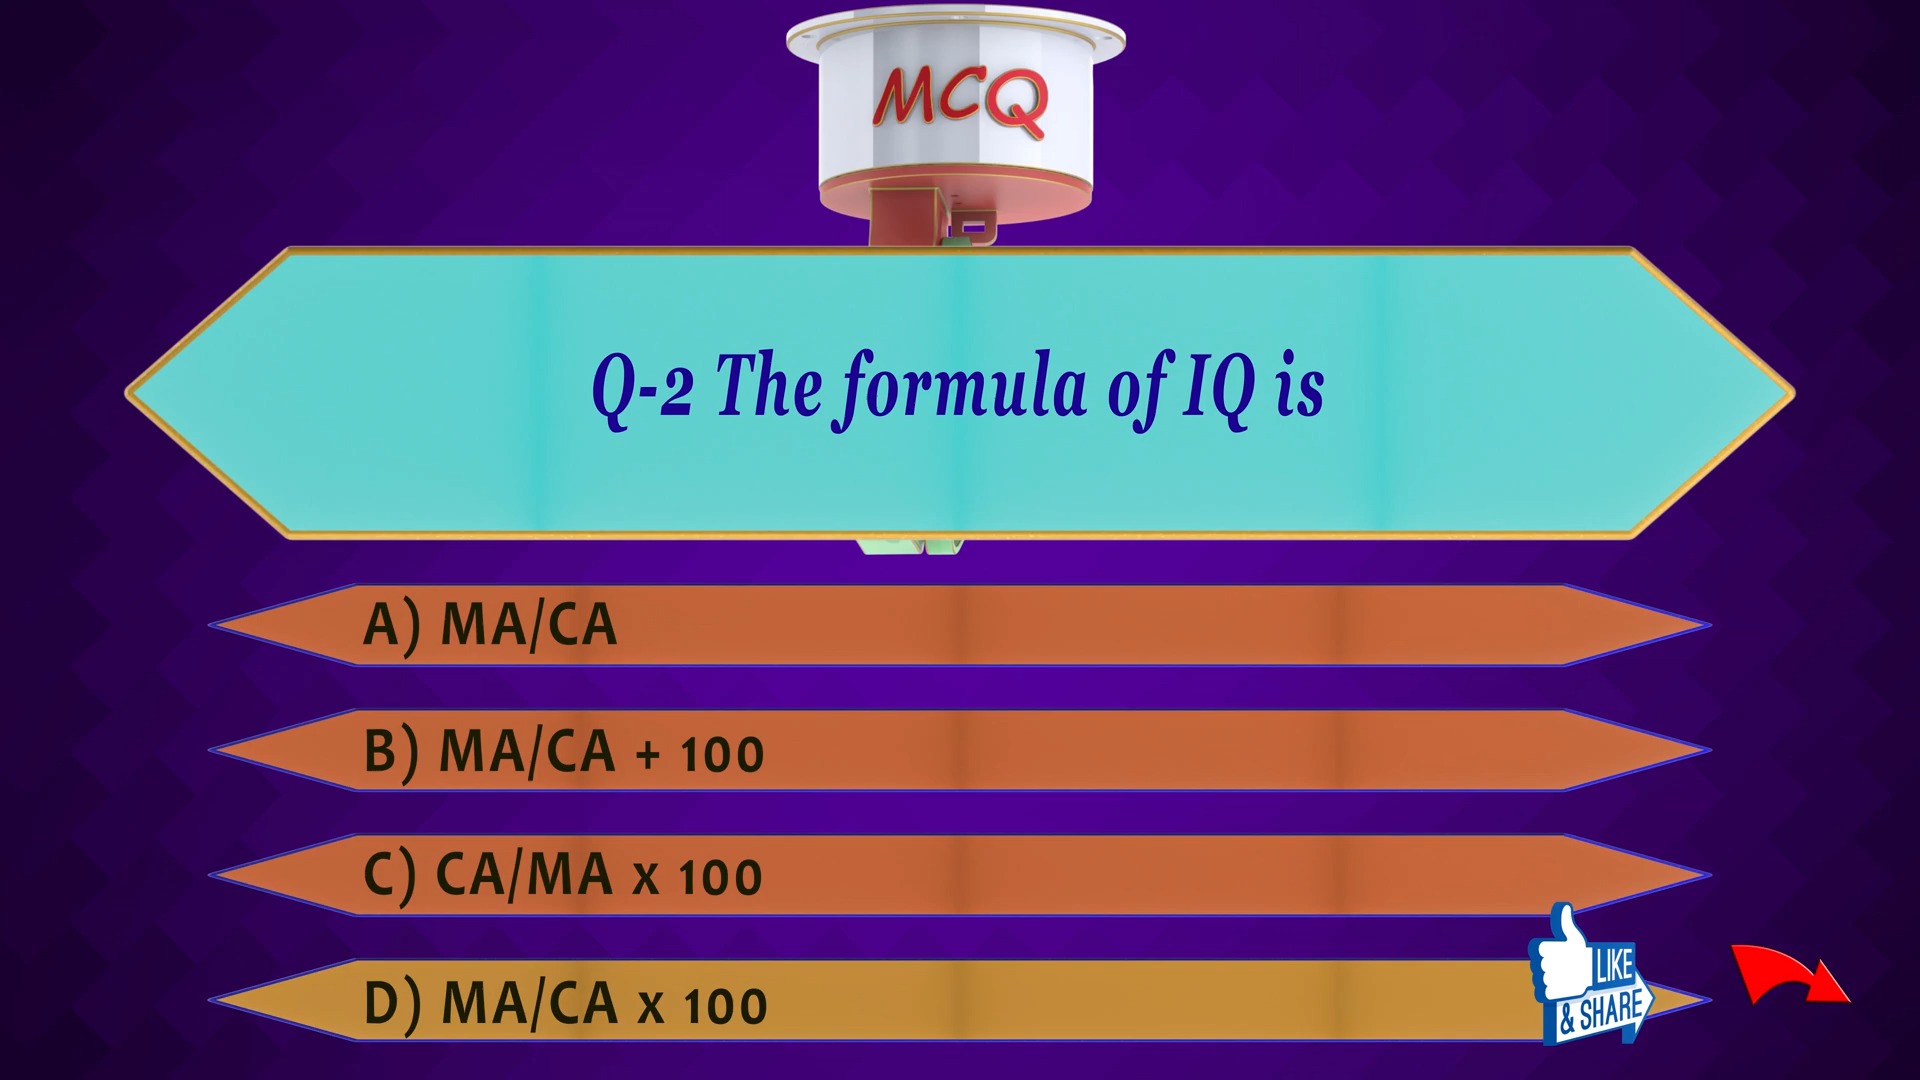 MCQ
Q-2 The formula of IQ is
A) MA/CA
B) MA/CA + 100
C) CA/MA x 100
D) MA/CA x 100
LIKE
& SHARE